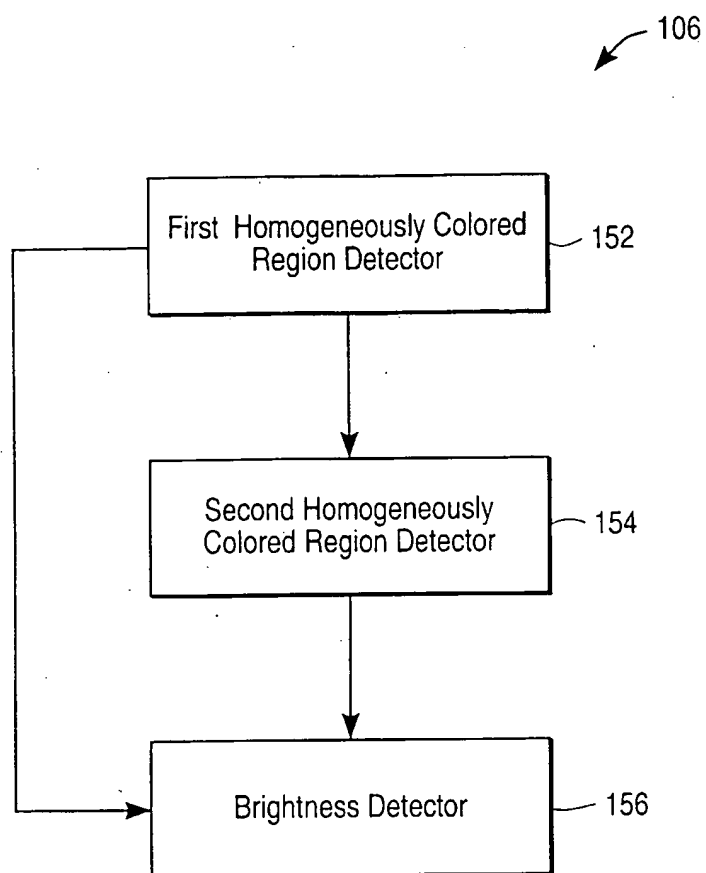 106
First Homogeneously Colored
Region Detector
152
Second Homogeneously
Colored Region Detector
154
Brightness Detector
156